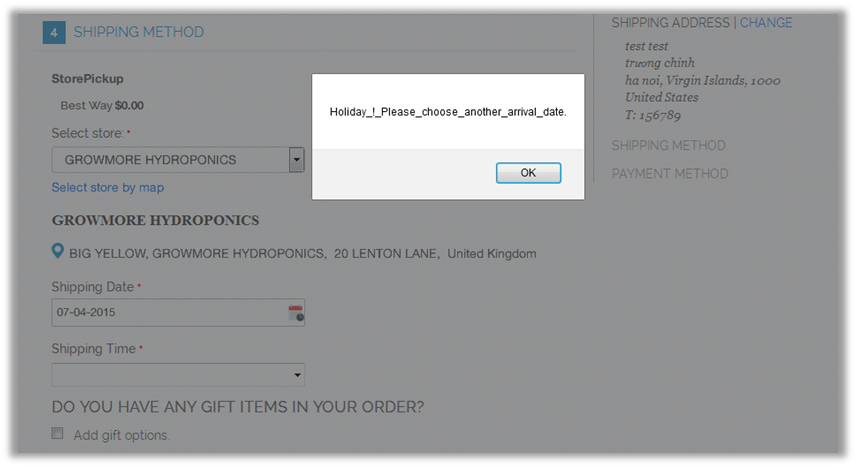 4 SHIPPING METHOD
StorePickup
Best Way $0.00
Select store: *
GROWMORE HYDROPONICS
Select store by map
GROWMORE HYDROPONICS
BIG YELLOW, GROWMORE HYDROPONICS, 20 LENTON LANE, United Kingdom
Shipping Date *
07-04-2015
Shipping Time *
DO YOU HAVE ANY GIFT ITEMS IN YOUR ORDER?
Add gift options.
Holiday_!_Please_choose_another_arrival_date.
OK
SHIPPING ADDRESS | CHANGE
test test
trương chinh
ha noi, Virgin Islands, 1000
United States
T: 156789
SHIPPING METHOD
PAYMENT METHOD